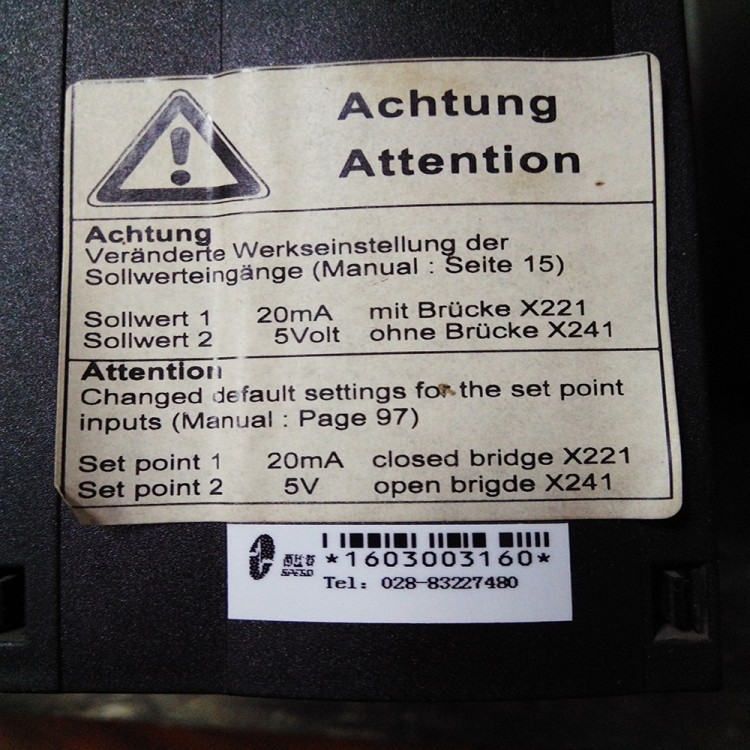 Achtung
Attention
Achtung
Veränderte Werkseinstellung der
Sollwerteingänge (Manual : Seite 15)
Sollwert 1 20mA mit Brücke X221
Sollwert 2 5Volt ohne Brücke X241
Attention
Changed default settings for the set point
inputs (Manual : Page 97)
Set point 1 20mA closed bridge X221
Set point 2 5V open brigde X241
*1603003160*
Tel: 028-83227480